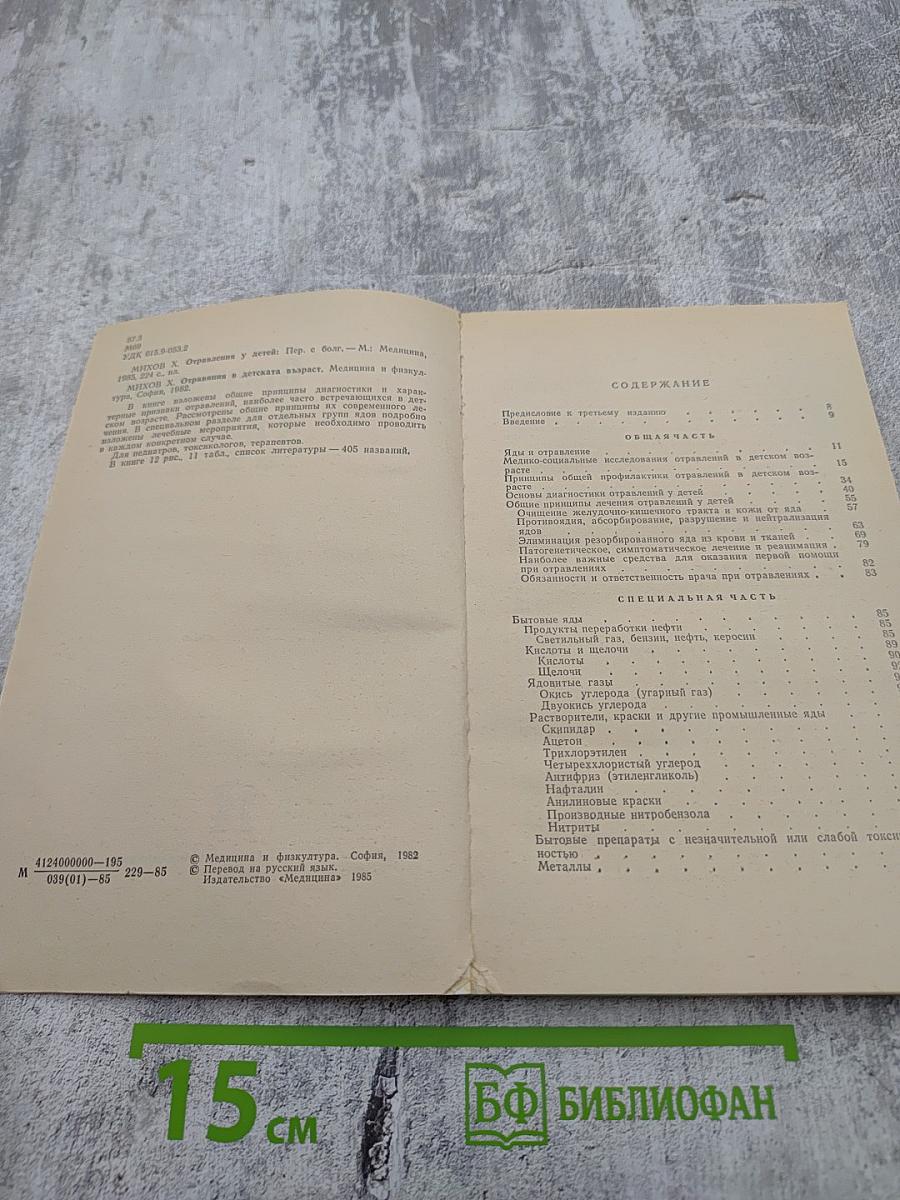 57.3
М69
УДК 615.9-053.2
МИХОВ Х. Отравления у детей: Пер. с болг. — М.: Медицина,
1985, 224 с., ил.
МИХОВ Х. Отравяния в детската възраст. Медицина и физкул-
тура, София, 1982.
В книге изложены общие принципы диагностики и харак-
терные признаки отравлений, наиболее часто встречающихся в дет-
ском возрасте. Рассмотрены общие принципы их современного ле-
чения. В специальном разделе для отдельных групп ядов подробно
изложены лечебные мероприятия, которые необходимо проводить
в каждом конкретном случае.
Для педиатров, токсикологов, терапевтов.
В книге 12 рис., 11 табл., список литературы — 405 названий.
М 4124000000—195
039(01)—85 229—85
© Медицина и физкультура. София, 1982
© Перевод на русский язык.
Издательство «Медицина» 1985
СОДЕРЖАНИЕ
Предисловие к третьему изданию . . . . . . 8
Введение . . . . . . . . . 9
ОБЩАЯ ЧАСТЬ
Яды и отравление . . . . . . . . 11
Медико-социальные исследования отравлений в детском воз-
расте . . . . . . . . . 15
Принципы общей профилактики отравлений в детском воз-
расте . . . . . . . . . 34
Основы диагностики отравлений у детей . . . . . 40
Общие принципы лечения отравлений у детей . . . . 55
Очищение желудочно-кишечного тракта и кожи от яда . 57
Противоядия, абсорбирование, разрушение и нейтрализация
ядов . . . . . . . . . 63
Элиминация резорбированного яда из крови и тканей . . 69
Патогенетическое, симптоматическое лечение и реанимация . 79
Наиболее важные средства для оказания первой помощи
при отравлениях . . . . . . . 82
Обязанности и ответственность врача при отравлениях . . 83
СПЕЦИАЛЬНАЯ ЧАСТЬ
Бытовые яды . . . . . . . . 85
Продукты переработки нефти . . . . . 85
Светильный газ, бензин, нефть, керосин . . . . 85
Кислоты и щелочи . . . . . . . 89
Кислоты . . . . . . . . 90
Щелочи . . . . . . . .
Ядовитые газы . . . . . . .
Окись углерода (угарный газ) . . . . .
Двуокись углерода . . . . . . .
Растворители, краски и другие промышленные яды . .
Скипидар . . . . . . . .
Ацетон . . . . . . . .
Трихлорэтилен . . . . . . .
Четыреххлористый углерод . . . . .
Антифриз (этиленгликоль) . . . . .
Нафталин . . . . . . . .
Анилиновые краски . . . . . .
Производные нитробензола . . . . .
Нитриты . . . . . . . .
Бытовые препараты с незначительной или слабой токси
ностью . . . . . . . .
Металлы . . . . . . . .
15 см
БФ БИБЛИОФАН